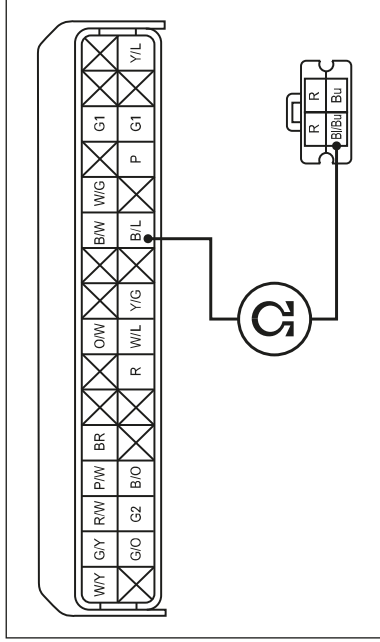 W/Y G/Y R/W P/W BR O/W B/W W/G G1
G/O G2 B/O R W/L Y/G B/L P G1 Y/L
Ω
R R
Bl/Bu Bu